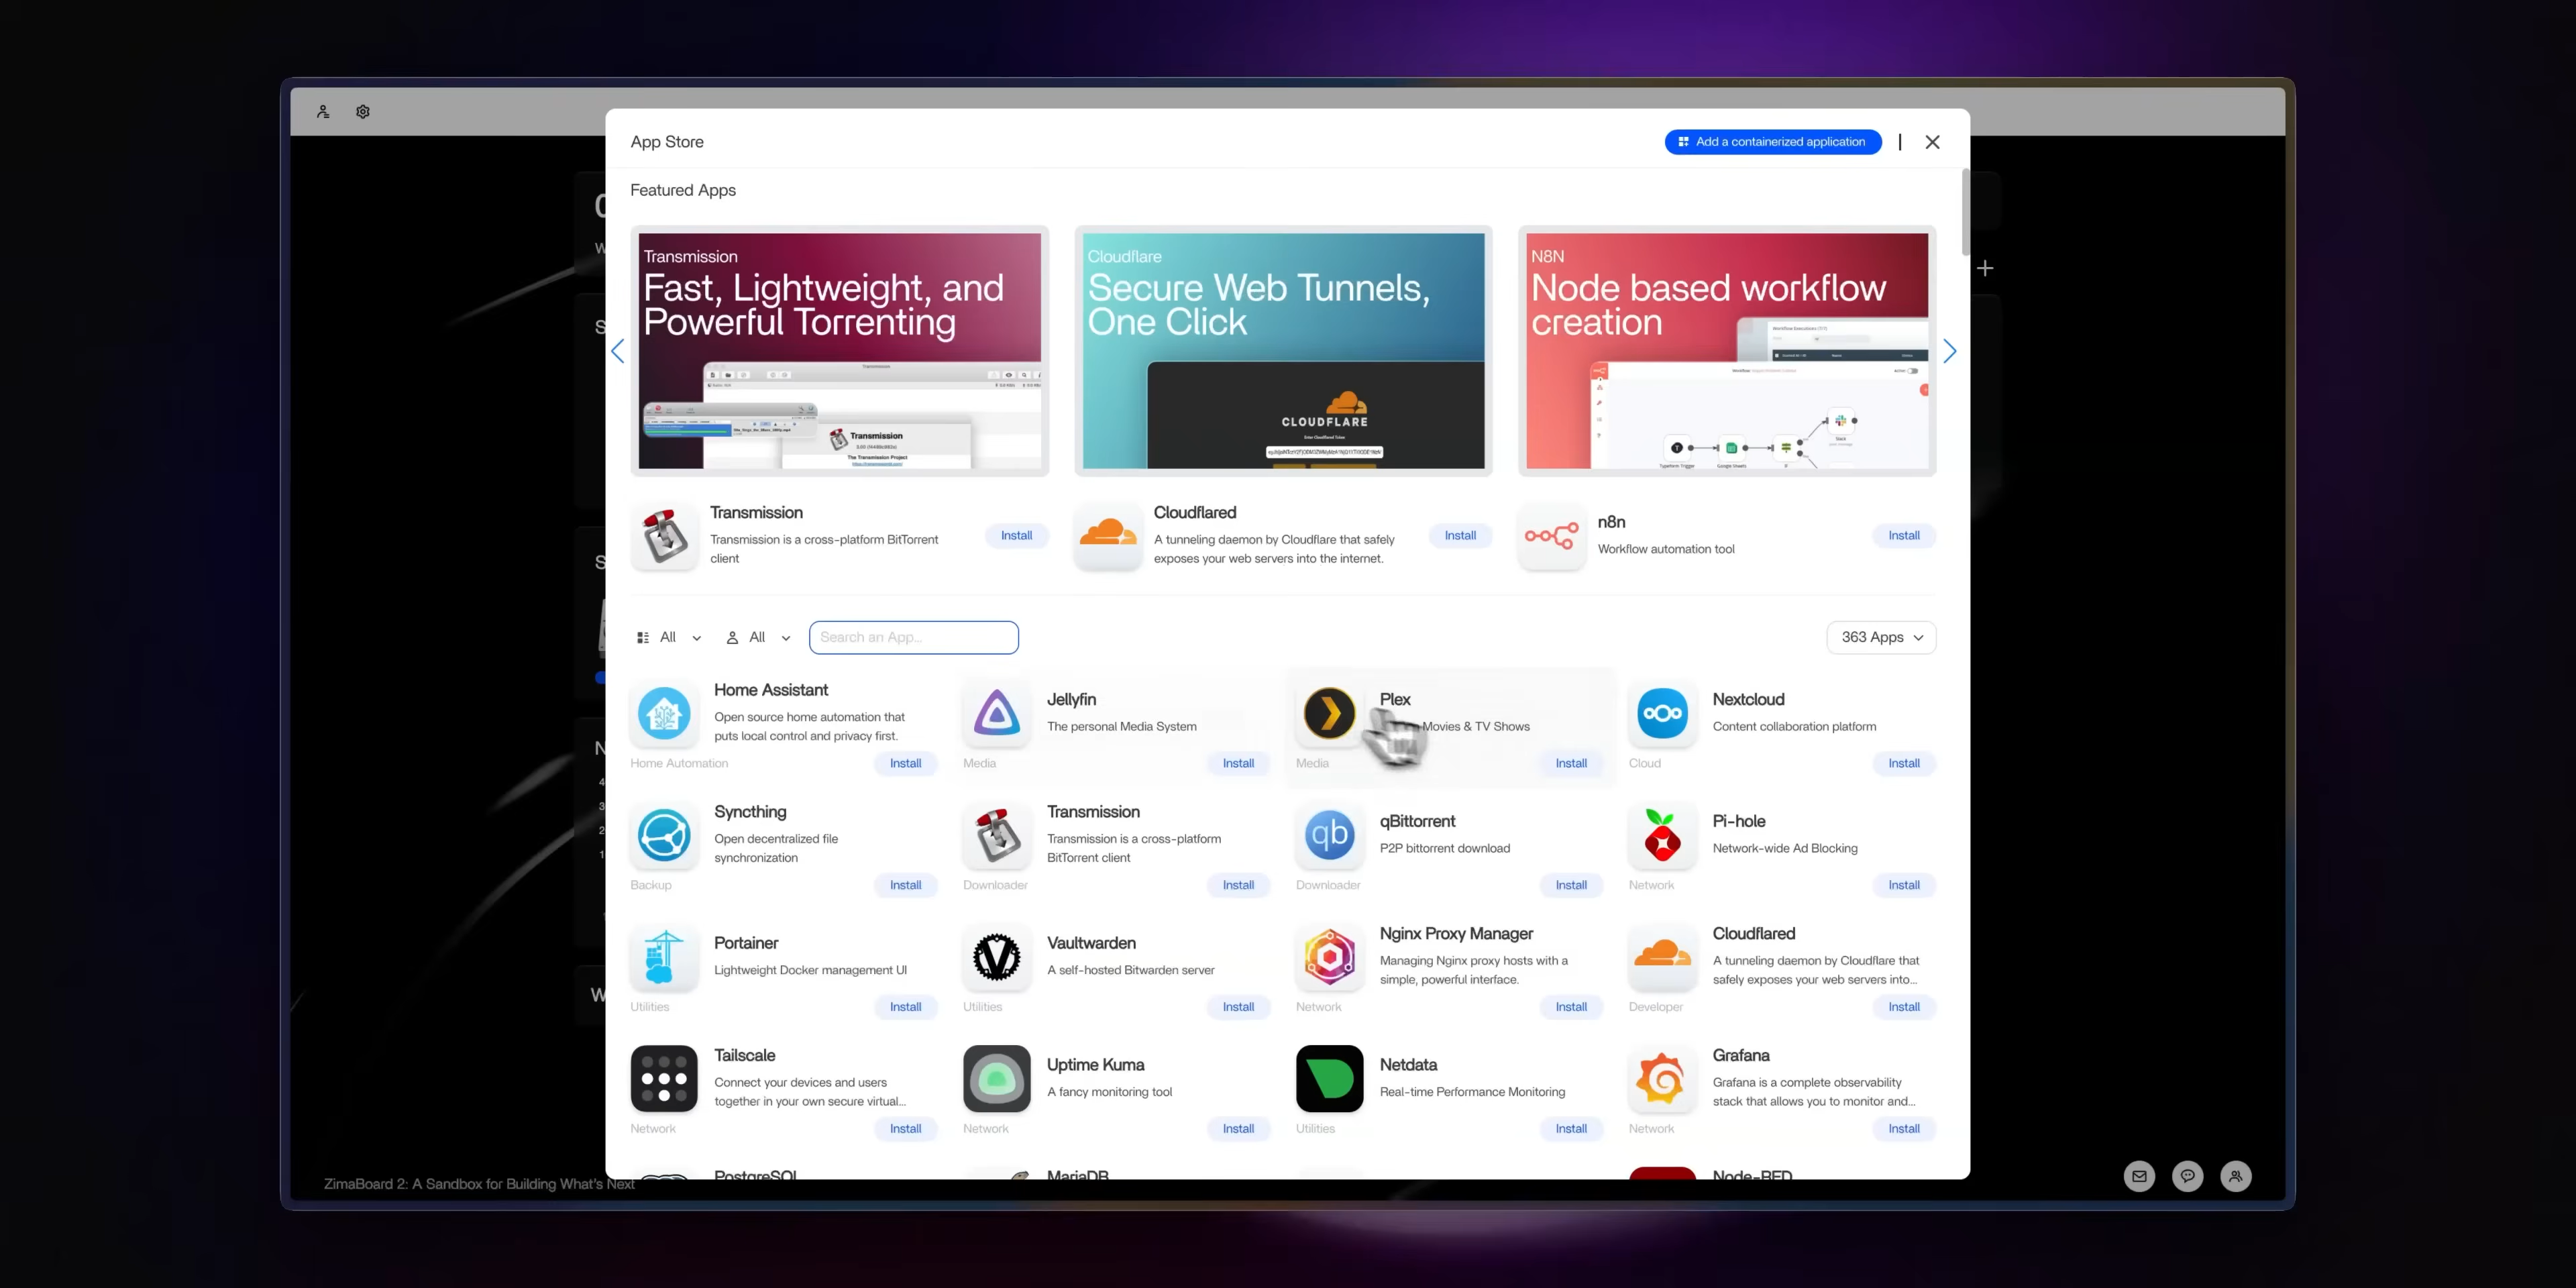 App Store
Add a containerized application
Featured Apps
Transmission
Fast, Lightweight, and
Powerful Torrenting
Transmission
Transmission
The Transmission Project
Cloudflare
Secure Web Tunnels,
One Click
CLOUDFLARE
N8N
Node based workflow
creation
Typeform Trigger
Google Sheets
Slack
Transmission
Transmission is a cross-platform BitTorrent
client
Install
Cloudflared
A tunneling daemon by Cloudflare that safely
exposes your web servers into the internet.
Install
n8n
Workflow automation tool
Install
All
All
Search an App...
363 Apps
Home Assistant
Open source home automation that
puts local control and privacy first.
Home Automation
Install
Jellyfin
The personal Media System
Media
Install
Plex
Movies & TV Shows
Media
Install
Nextcloud
Content collaboration platform
Cloud
Install
Syncthing
Open decentralized file
synchronization
Backup
Install
Transmission
Transmission is a cross-platform
BitTorrent client
Downloader
Install
qb
qBittorrent
P2P bittorrent download
Downloader
Install
Pi-hole
Network-wide Ad Blocking
Network
Install
Portainer
Lightweight Docker management UI
Utilities
Install
Vaultwarden
A self-hosted Bitwarden server
Utilities
Install
Nginx Proxy Manager
Managing Nginx proxy hosts with a
simple, powerful interface.
Network
Install
Cloudflared
A tunneling daemon by Cloudflare that
safely exposes your web servers into...
Developer
Install
Tailscale
Connect your devices and users
together in your own secure virtual...
Network
Install
Uptime Kuma
A fancy monitoring tool
Network
Install
Netdata
Real-time Performance Monitoring
Utilities
Install
Grafana
Grafana is a complete observability
stack that allows you to monitor and...
Network
Install
PostgreSQL
MariaDB
Node-RED
ZimaBoard 2: A Sandbox for Building What's Next